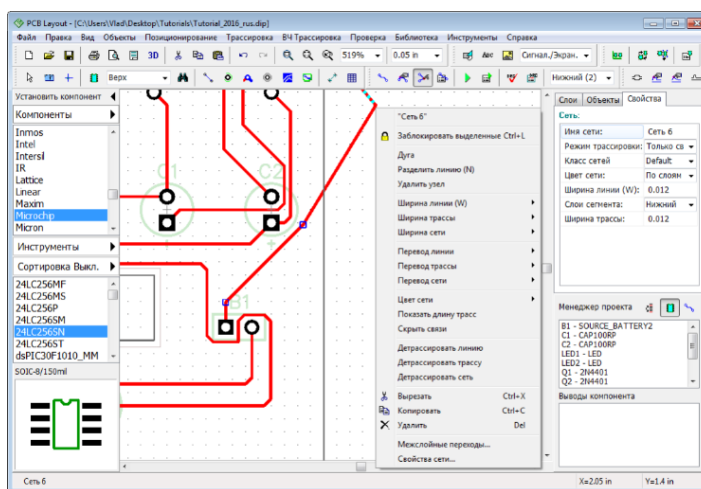 PCB Layout - [C:\Users\Vlad\Desktop\Tutorials\Tutorial_2016_rus.dip]
Файл Правка Вид Объекты Позиционирование Трассировка ВЧ Трассировка Проверка Библиотека Инструменты Справка
3D 519% 0.05 in Abc Сигнал./Экран.
Верх A Нижний (2)
Установить компонент
Компоненты
Inmos
Intel
Intersil
IR
Lattice
Linear
Maxim
Microchip
Micron
Инструменты
Сортировка Выкл.
24LC256MF
24LC256MS
24LC256P
24LC256SM
24LC256SN
24LC256ST
dsPIC30F1010_MM
SOIC-8/150mil
C1
C2
B1
"Сеть 6"
Заблокировать выделенные Ctrl+L
Дуга
Разделить линию (N)
Удалить узел
Ширина линии (W)
Ширина трассы
Ширина сети
Перевод линии
Перевод трассы
Перевод сети
Цвет сети
Показать длину трасс
Скрыть связи
Детрассировать линию
Детрассировать трассу
Детрассировать сеть
Вырезать Ctrl+X
Копировать Ctrl+C
Удалить Del
Межслойные переходы...
Свойства сети...
Слои Объекты Свойства
Сеть:
Имя сети: Сеть 6
Режим трассировки: Только св
Класс сетей Default
Цвет сети: По слоян
Ширина линии (W): 0.012
Слои сегмента: Нижний
Ширина трассы: 0.012
Менеджер проекта
B1 - SOURCE_BATTERY2
C1 - CAP100RP
C2 - CAP100RP
LED1 - LED
LED2 - LED
Q1 - 2N4401
Q2 - 2N4401
Выводы компонента
Сеть 6 X=2.05 in Y=1.4 in